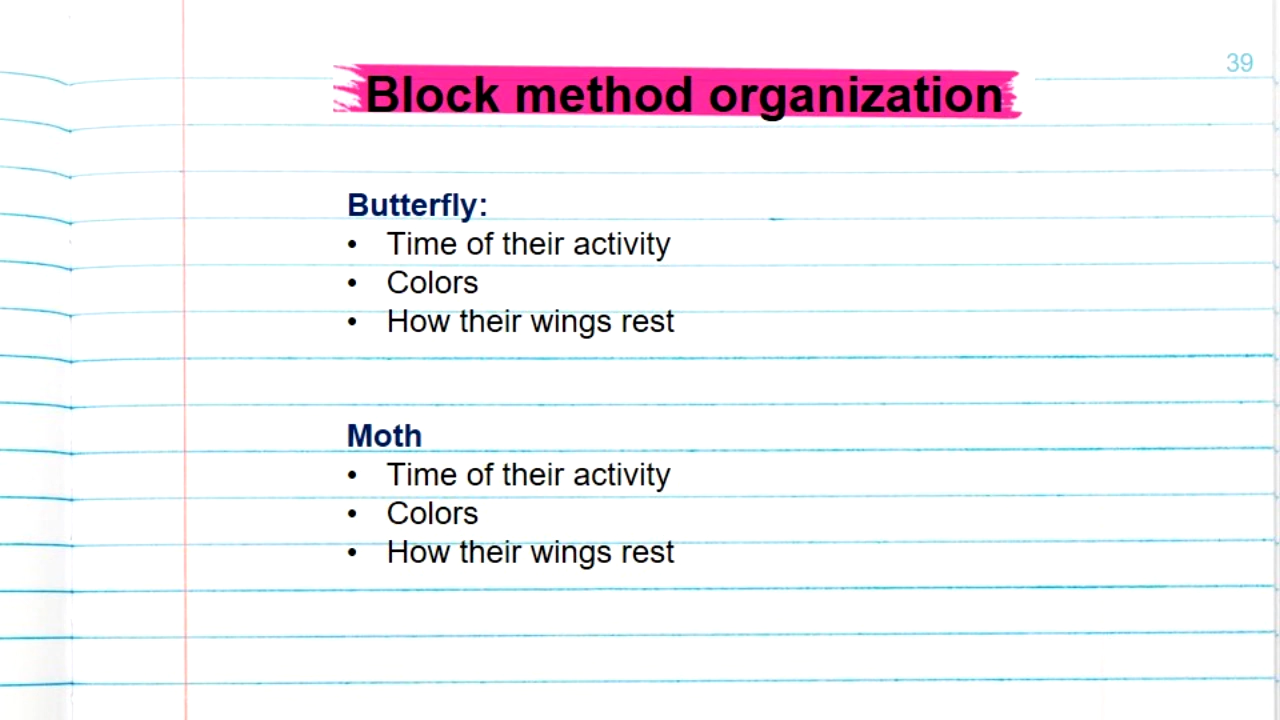 39
Block method organization
Butterfly:
• Time of their activity
• Colors
• How their wings rest
Moth
• Time of their activity
• Colors
• How their wings rest